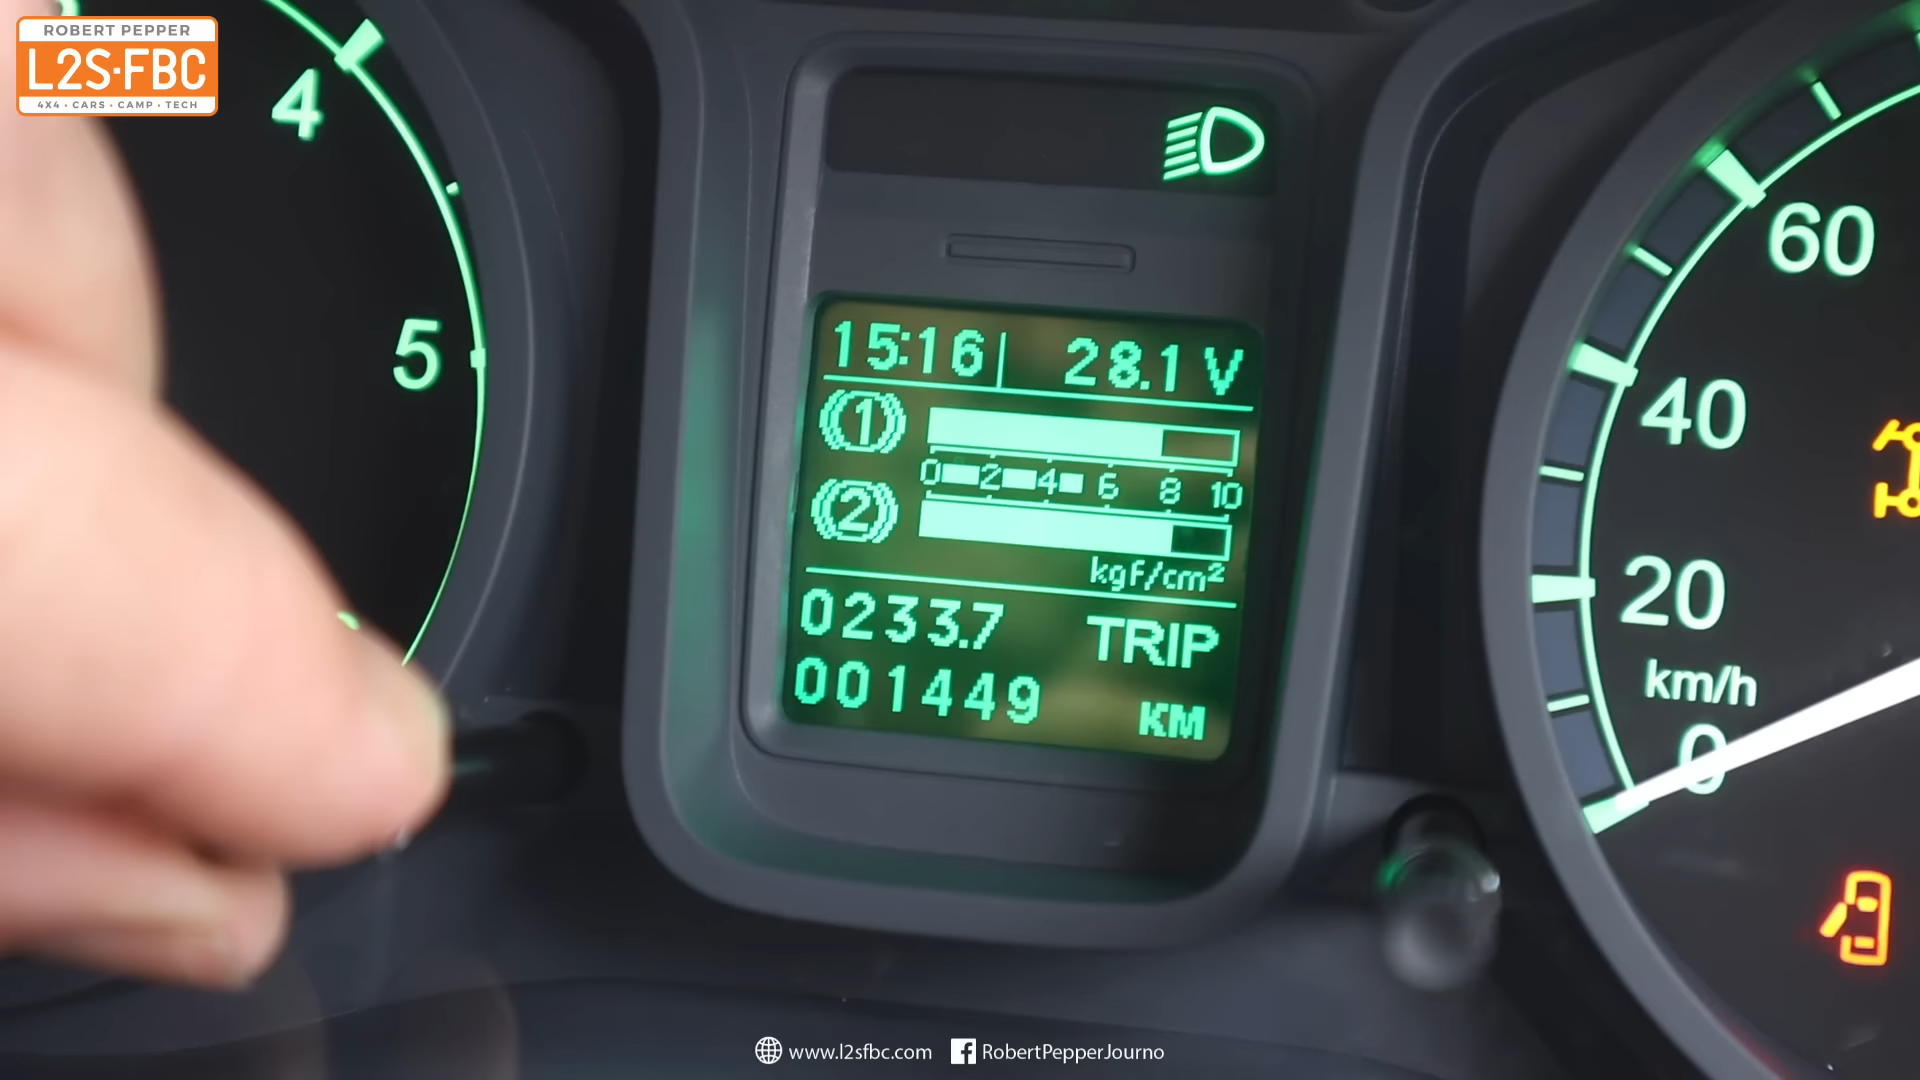 ROBERT PEPPER
L2S·FBC
4X4 · CARS · CAMP · TECH
4
5
15:16 28.1 V
1
0 2 4 6 8 10
2
kgf/cm²
0233.7 TRIP
001449 KM
60
40
20
km/h
0
www.l2sfbc.com RobertPepperJourno